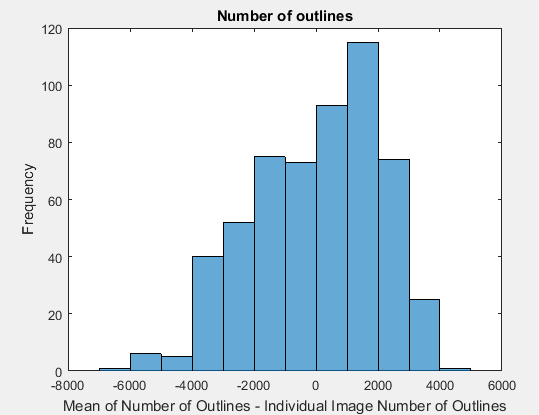 Number of outlines
120
100
80
60
40
20
0
Frequency
-8000 -6000 -4000 -2000 0 2000 4000 6000
Mean of Number of Outlines - Individual Image Number of Outlines